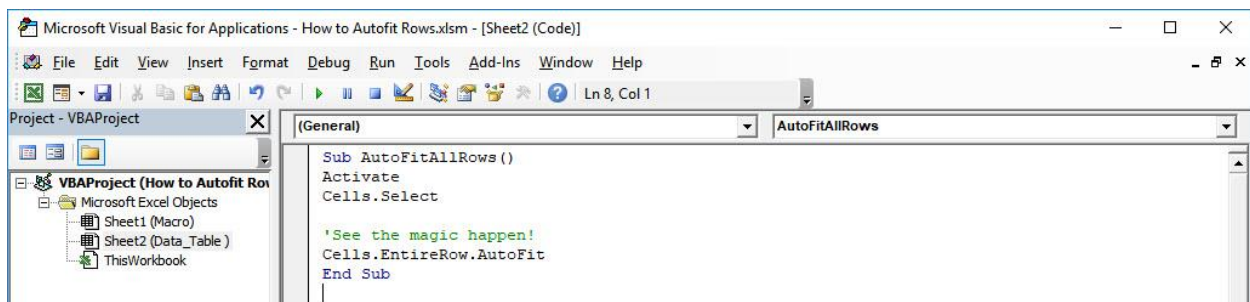 Microsoft Visual Basic for Applications - How to Autofit Rows.xlsm - [Sheet2 (Code)]
File Edit View Insert Format Debug Run Tools Add-Ins Window Help
Ln 8, Col 1
Project - VBAProject
(General)
AutoFitAllRows
VBAProject (How to Autofit Rov
Microsoft Excel Objects
Sheet1 (Macro)
Sheet2 (Data_Table )
ThisWorkbook
Sub AutoFitAllRows()
Activate
Cells.Select
'See the magic happen!
Cells.EntireRow.AutoFit
End Sub